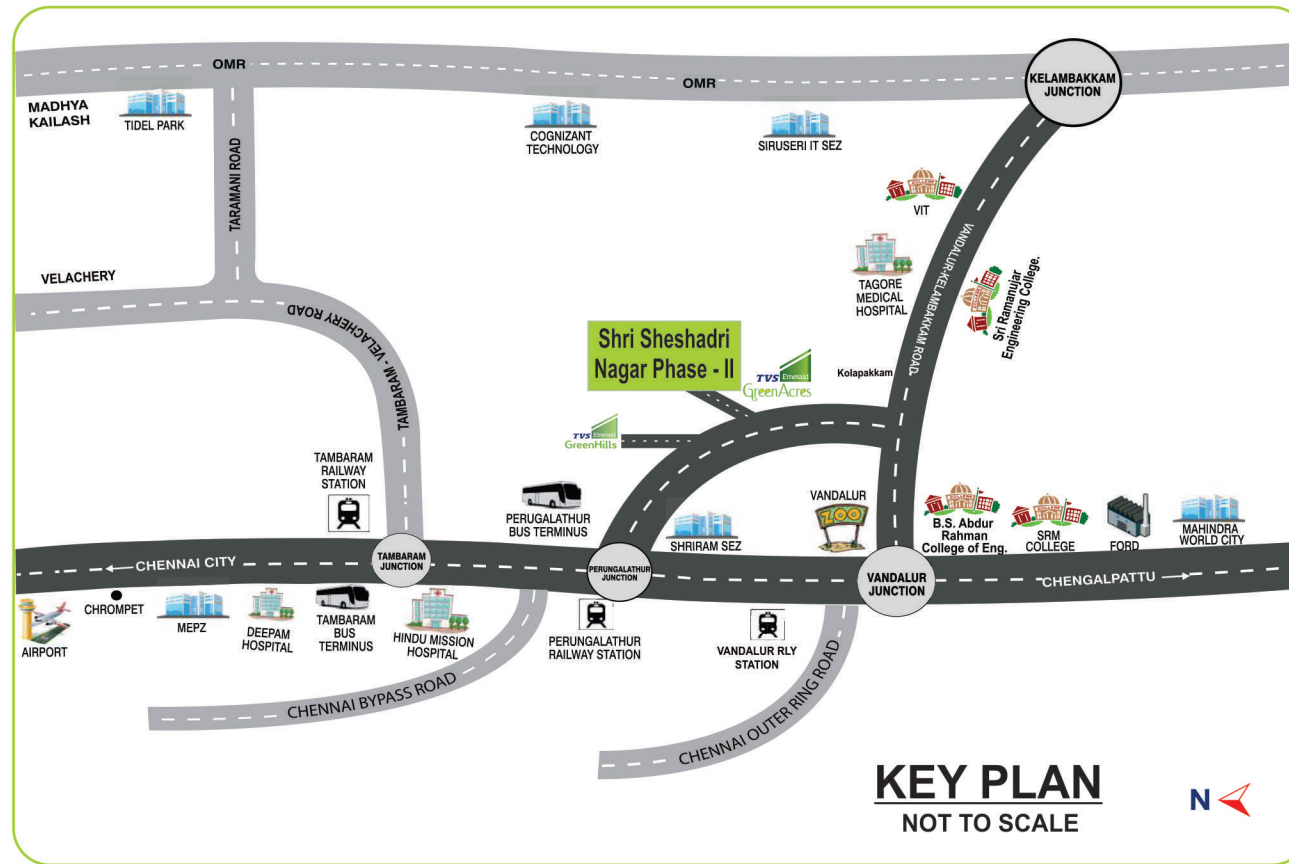 OMR
OMR
KELAMBAKKAM
JUNCTION
MADHYA
KAILASH
TIDEL PARK
COGNIZANT
TECHNOLOGY
SIRUSERI IT SEZ
TARAMANI ROAD
VIT
VANDALUR-KELAMBAKKAM ROAD
VELACHERY
TAGORE
MEDICAL
HOSPITAL
Sri Ramanujar
Engineering College.
TAMBARAM - VELACHERY ROAD
Shri Sheshadri
Nagar Phase - II
TVS Emerald
GreenAcres
Kolapakkam
TVS Emerald
GreenHills
TAMBARAM
RAILWAY
STATION
PERUGALATHUR
BUS TERMINUS
SHRIRAM SEZ
VANDALUR
ZOO
COLLEGE
B.S. Abdur
Rahman
College of Eng.
SRM
COLLEGE
FORD
MAHINDRA
WORLD CITY
CHENNAI CITY
TAMBARAM
JUNCTION
PERUNGALATHUR
JUNCTION
VANDALUR
JUNCTION
CHENGALPATTU
AIRPORT
CHROMPET
MEPZ
DEEPAM
HOSPITAL
TAMBARAM
BUS
TERMINUS
HINDU MISSION
HOSPITAL
PERUNGALATHUR
RAILWAY STATION
VANDALUR RLY
STATION
CHENNAI BYPASS ROAD
CHENNAI OUTER RING ROAD
KEY PLAN
NOT TO SCALE
N